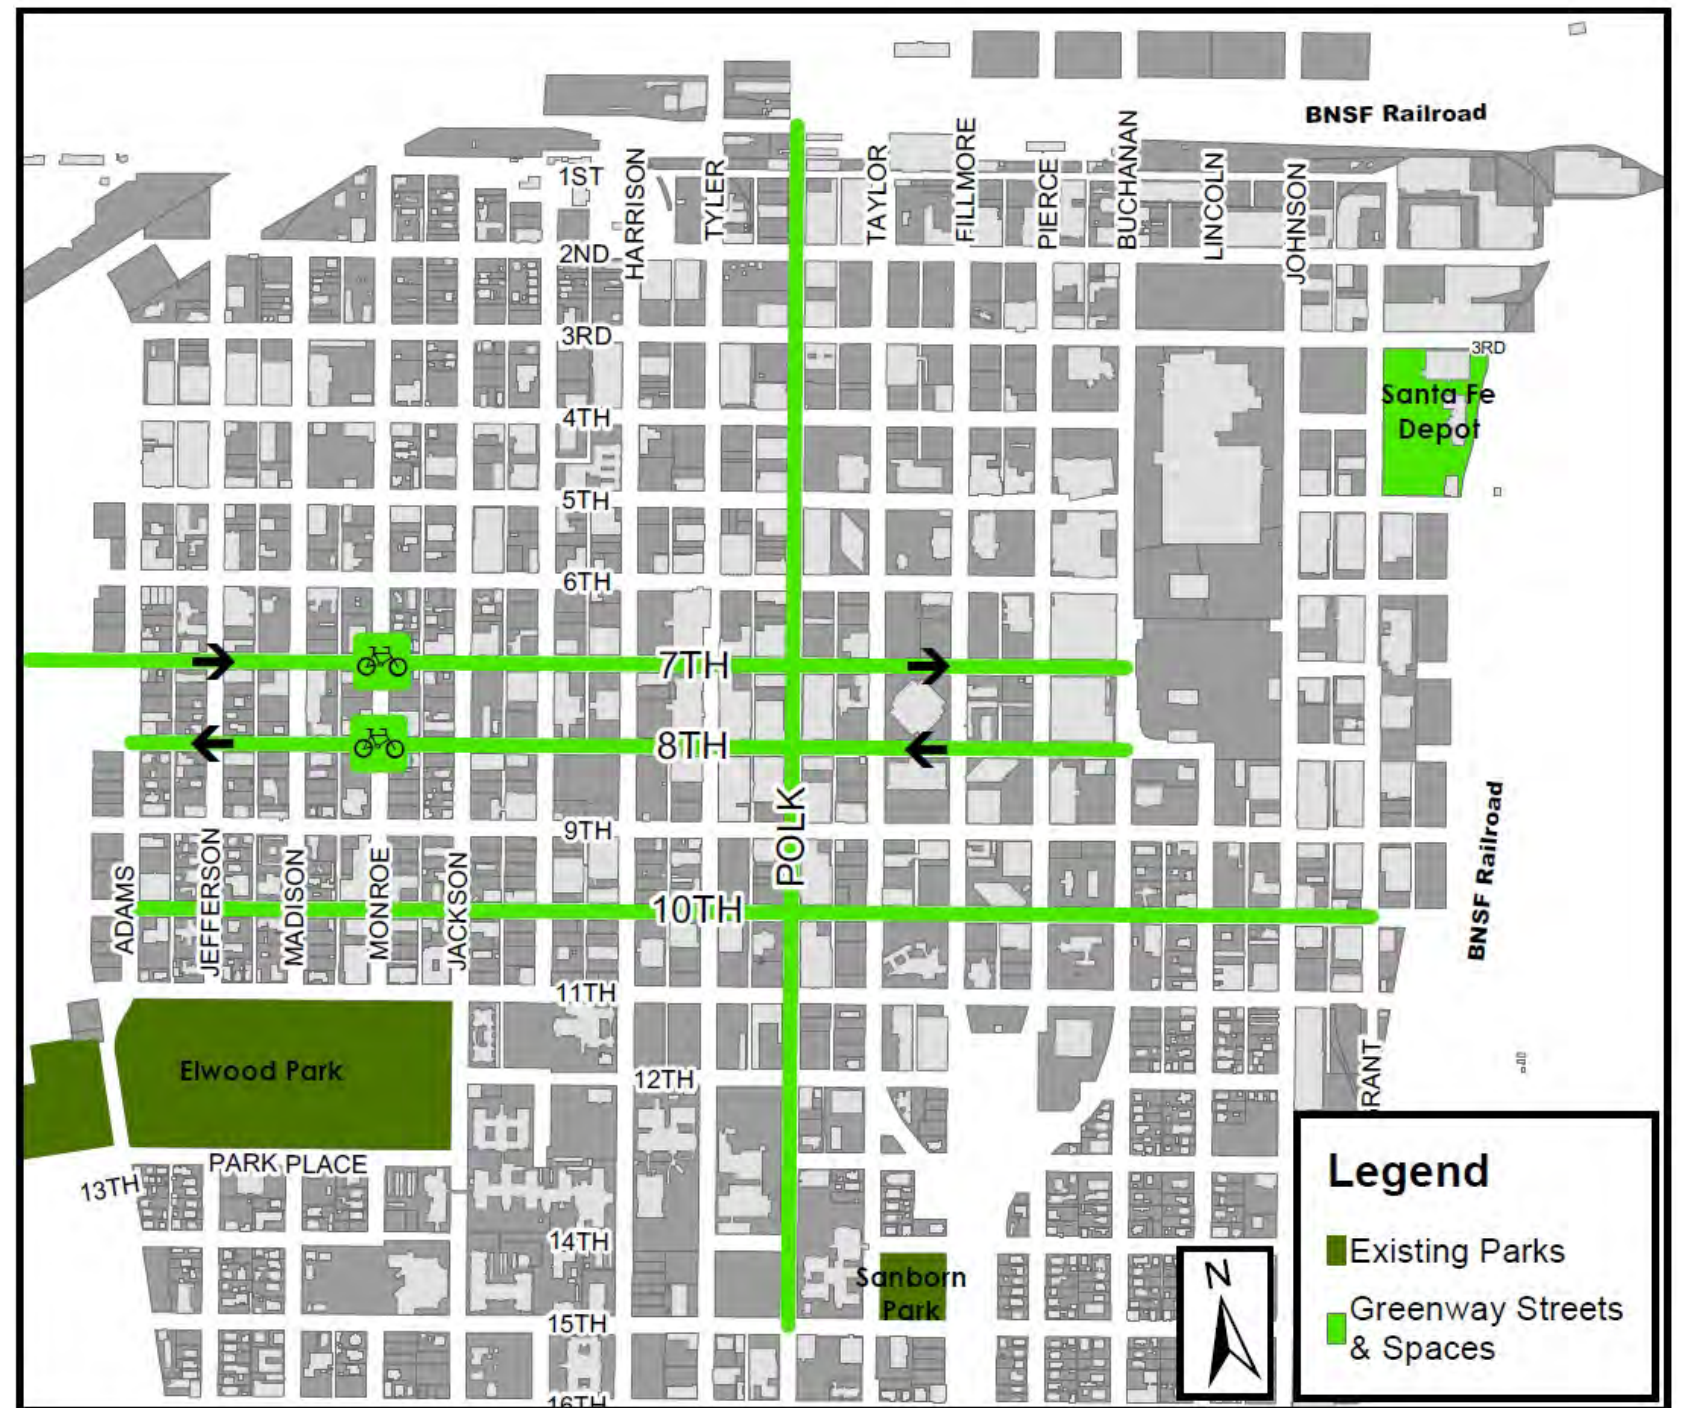 BNSF Railroad
1ST
HARRISON
TYLER
TAYLOR
FILLMORE
PIERCE
BUCHANAN
LINCOLN
JOHNSON
2ND
3RD
3RD
Santa Fe
Depot
4TH
5TH
6TH
7TH
8TH
POLK
9TH
ADAMS
JEFFERSON
MADISON
MONROE
JACKSON
10TH
BNSF Railroad
11TH
Elwood Park
12TH
PARK PLACE
13TH
14TH
Sanborn
Park
15TH
16TH
N
Legend
Existing Parks
Greenway Streets
& Spaces